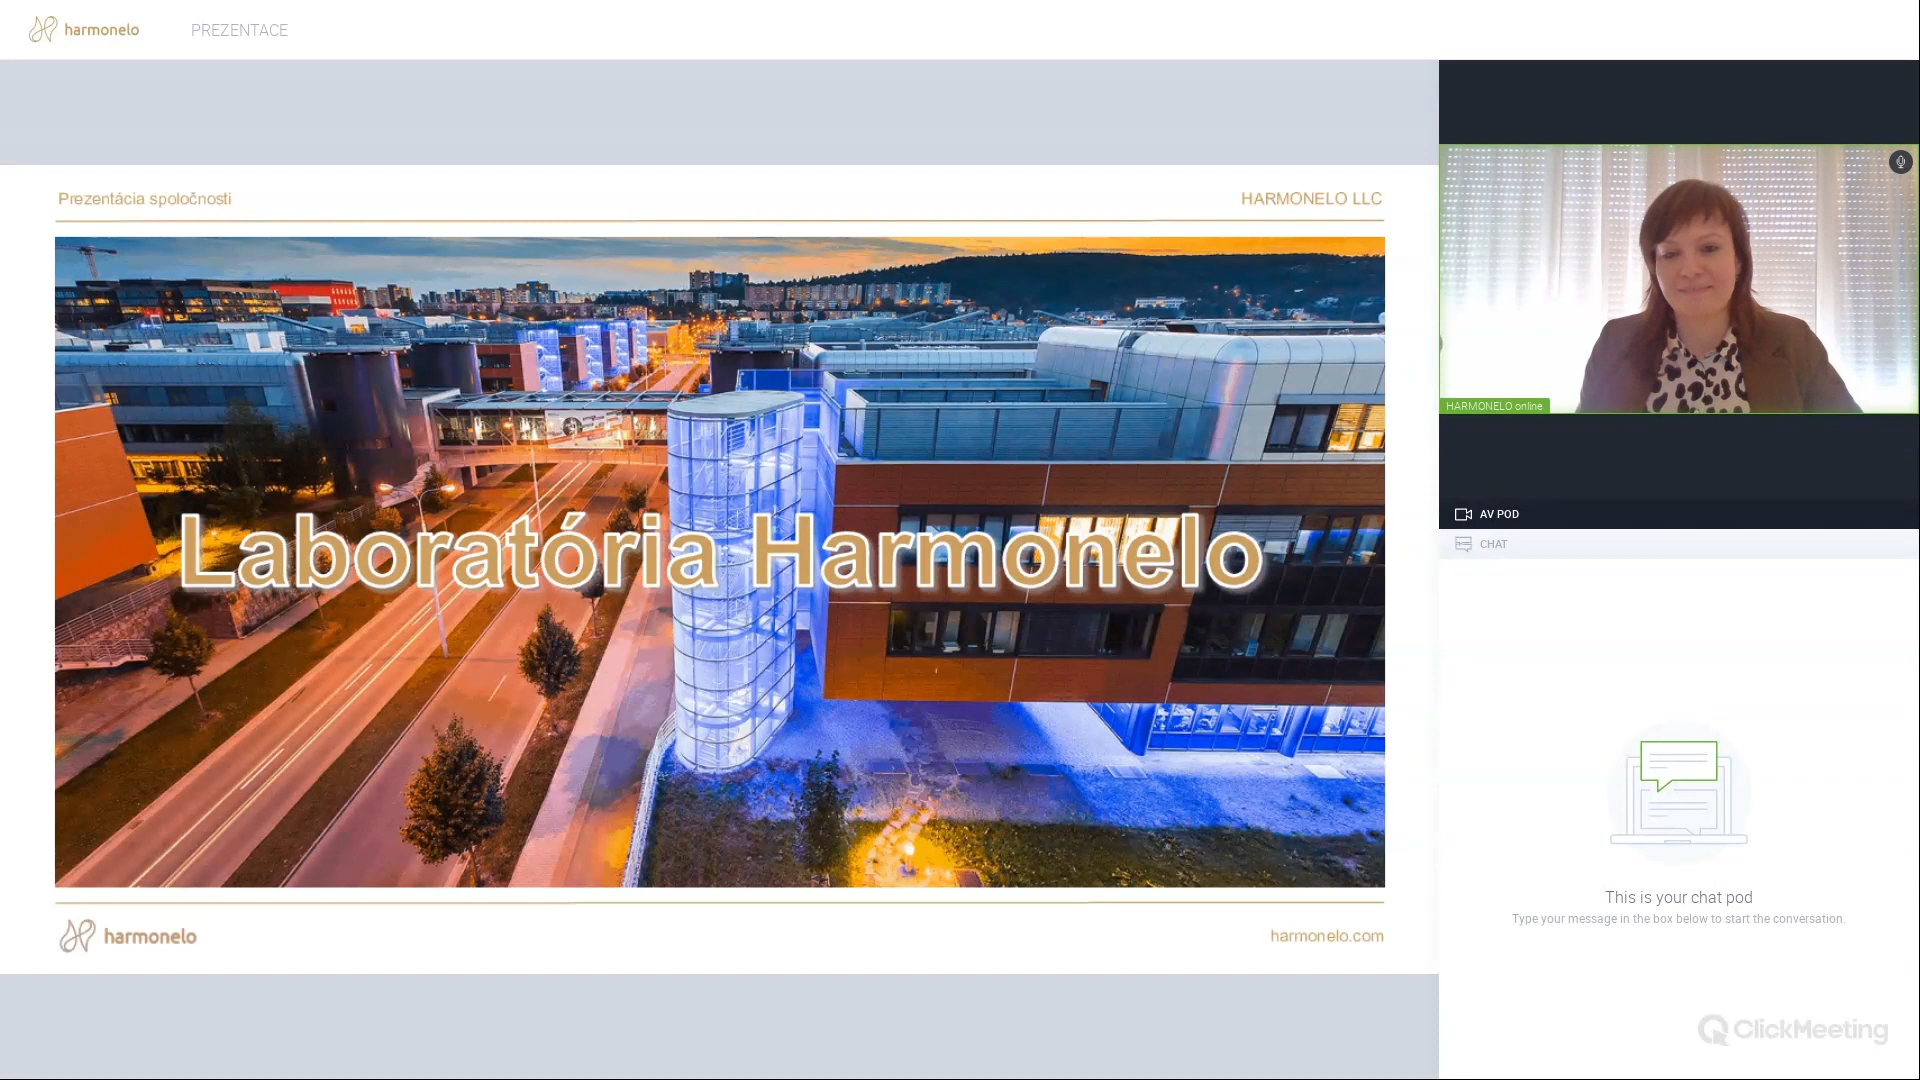 harmonelo
PREZENTACE
Prezentácia spoločnosti
HARMONELO LLC
Laboratória Harmonelo
harmonelo
harmonelo.com
HARMONELO online
AV POD
CHAT
This is your chat pod
Type your message in the box below to start the conversation.
ClickMeeting